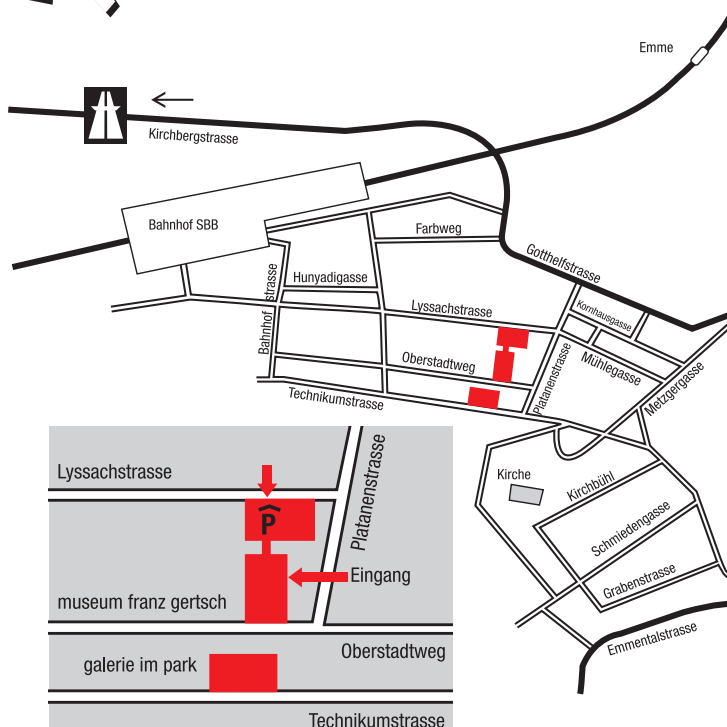 Emme
Kirchbergstrasse
Bahnhof SBB
Farbweg
Gotthelfstrasse
Hunyadigasse
Bahnhofstrasse
Lyssachstrasse
Kornhausgasse
Oberstadtweg
Mühlegasse
Platanenstrasse
Metzgergasse
Technikumstrasse
Kirche
Kirchbühl
Schmiedengasse
Grabenstrasse
Emmentalstrasse
Lyssachstrasse
Platanenstrasse
P
Eingang
museum franz gertsch
Oberstadtweg
galerie im park
Technikumstrasse